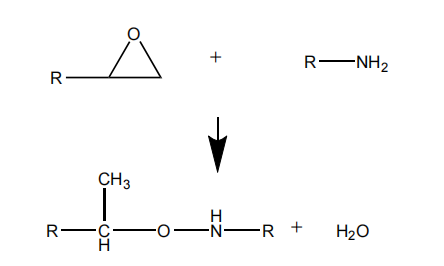 O
R + R NH2
CH3
H
R C O N R + H2O
H